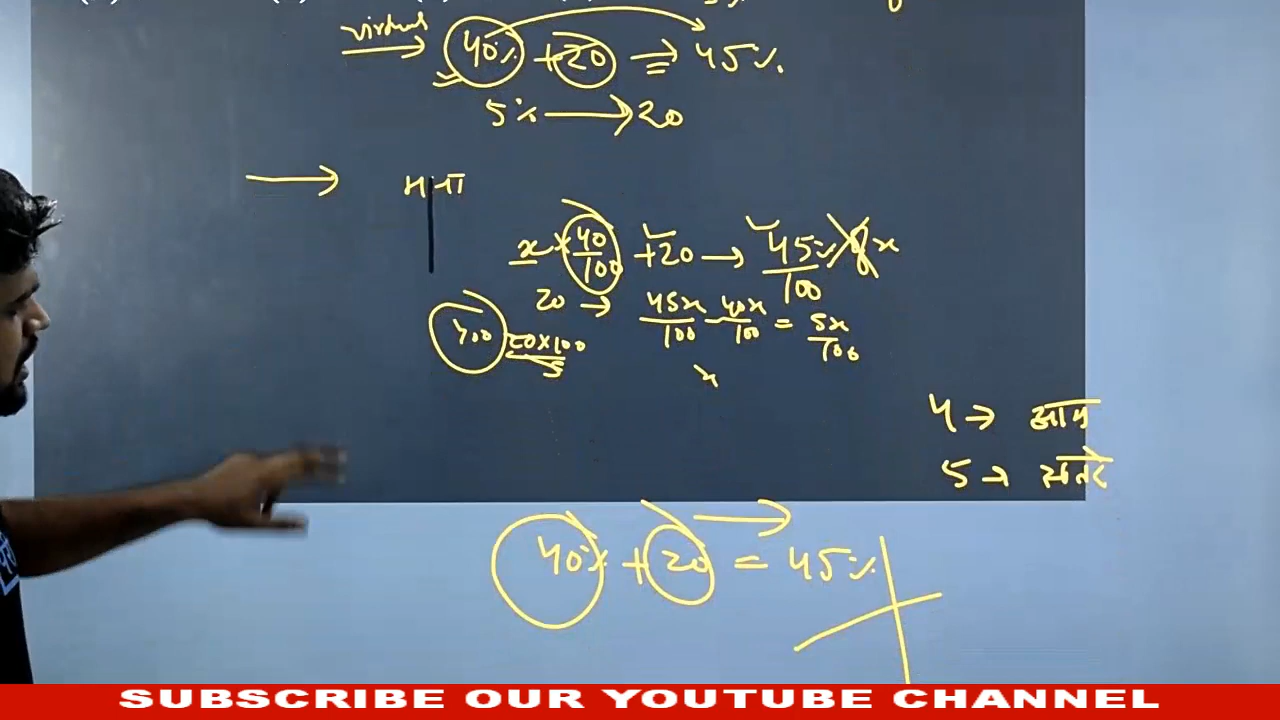 virtual
40% + 20 ⇒ 45%.
5% → 20
x × 40/100 + 20 → 45%/100 x
20 → 45x/100 - 40x/100 = 5x/100
400 20×100/5
x
4 → आम
5 → संतरे
40% + 20 = 45%
SUBSCRIBE OUR YOUTUBE CHANNEL